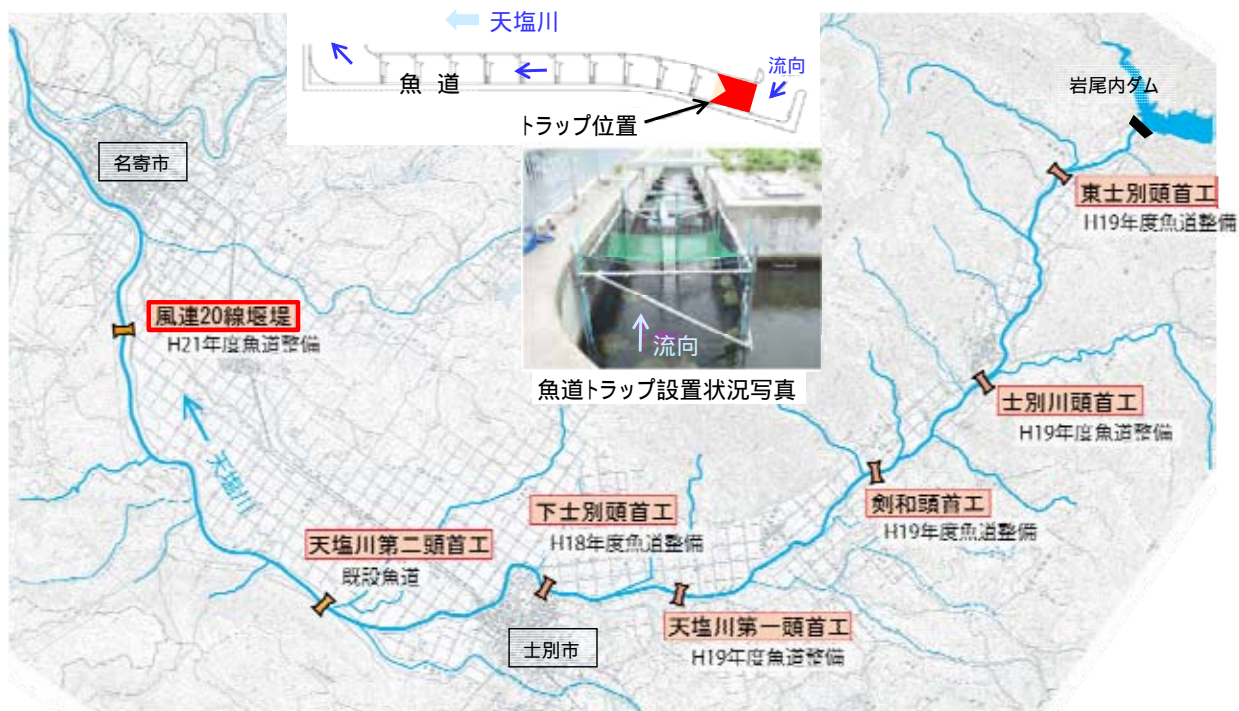 天塩川
魚 道
流向
トラップ位置
岩尾内ダム
名寄市
東士別頭首工
H19年度魚道整備
流向
魚道トラップ設置状況写真
風連20線堰堤
H21年度魚道整備
天塩川
士別川頭首工
H19年度魚道整備
剣和頭首工
H19年度魚道整備
下士別頭首工
H18年度魚道整備
天塩川第二頭首工
既設魚道
天塩川第一頭首工
H19年度魚道整備
士別市